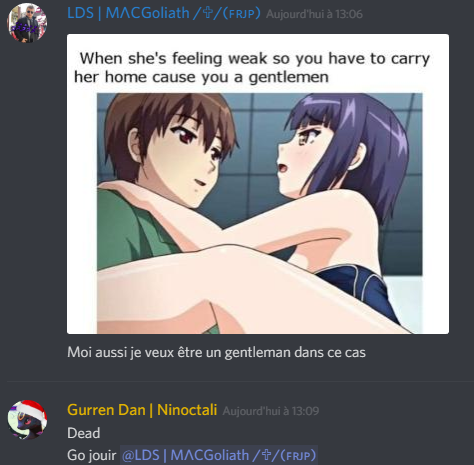 LDS | MΛCGoliath /✞/(ꜰʀᴊᴘ) Aujourd'hui à 13:06
When she's feeling weak so you have to carry
her home cause you a gentlemen
Moi aussi je veux être un gentleman dans ce cas
Gurren Dan | Ninoctali Aujourd'hui à 13:09
Dead
Go jouir @LDS | MΛCGoliath /✞/(ꜰʀᴊᴘ)